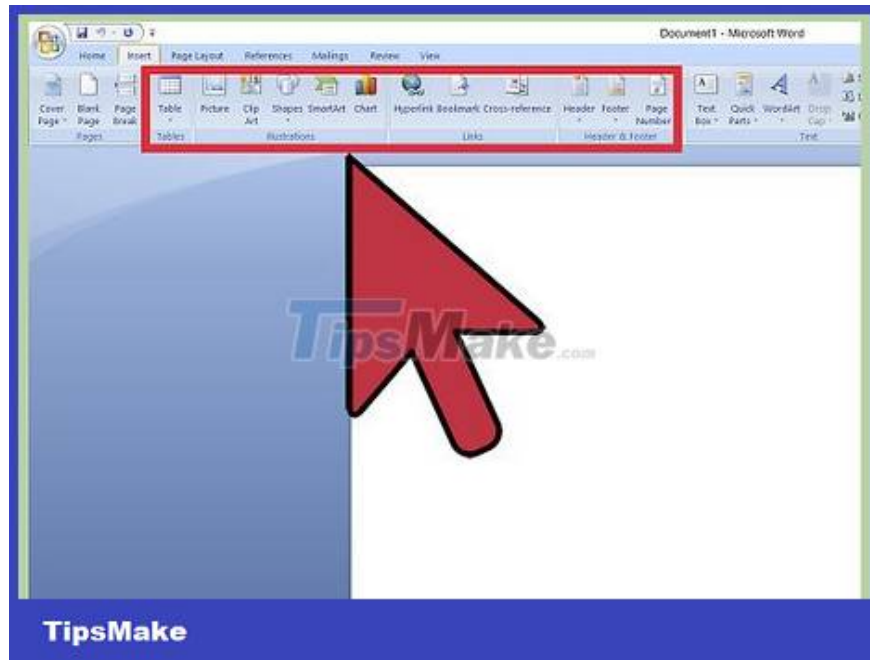 Document1 - Microsoft Word
Home Insert Page Layout References Mailings Review View
Cover Page Blank Page Page Break Table Picture Clip Art Shapes SmartArt Chart Hyperlink Bookmark Cross-reference Header Footer Page Number Text Box Quick Parts WordArt Drop Cap
Pages Tables Illustrations Links Header & Footer Text
TipsMake.com
TipsMake